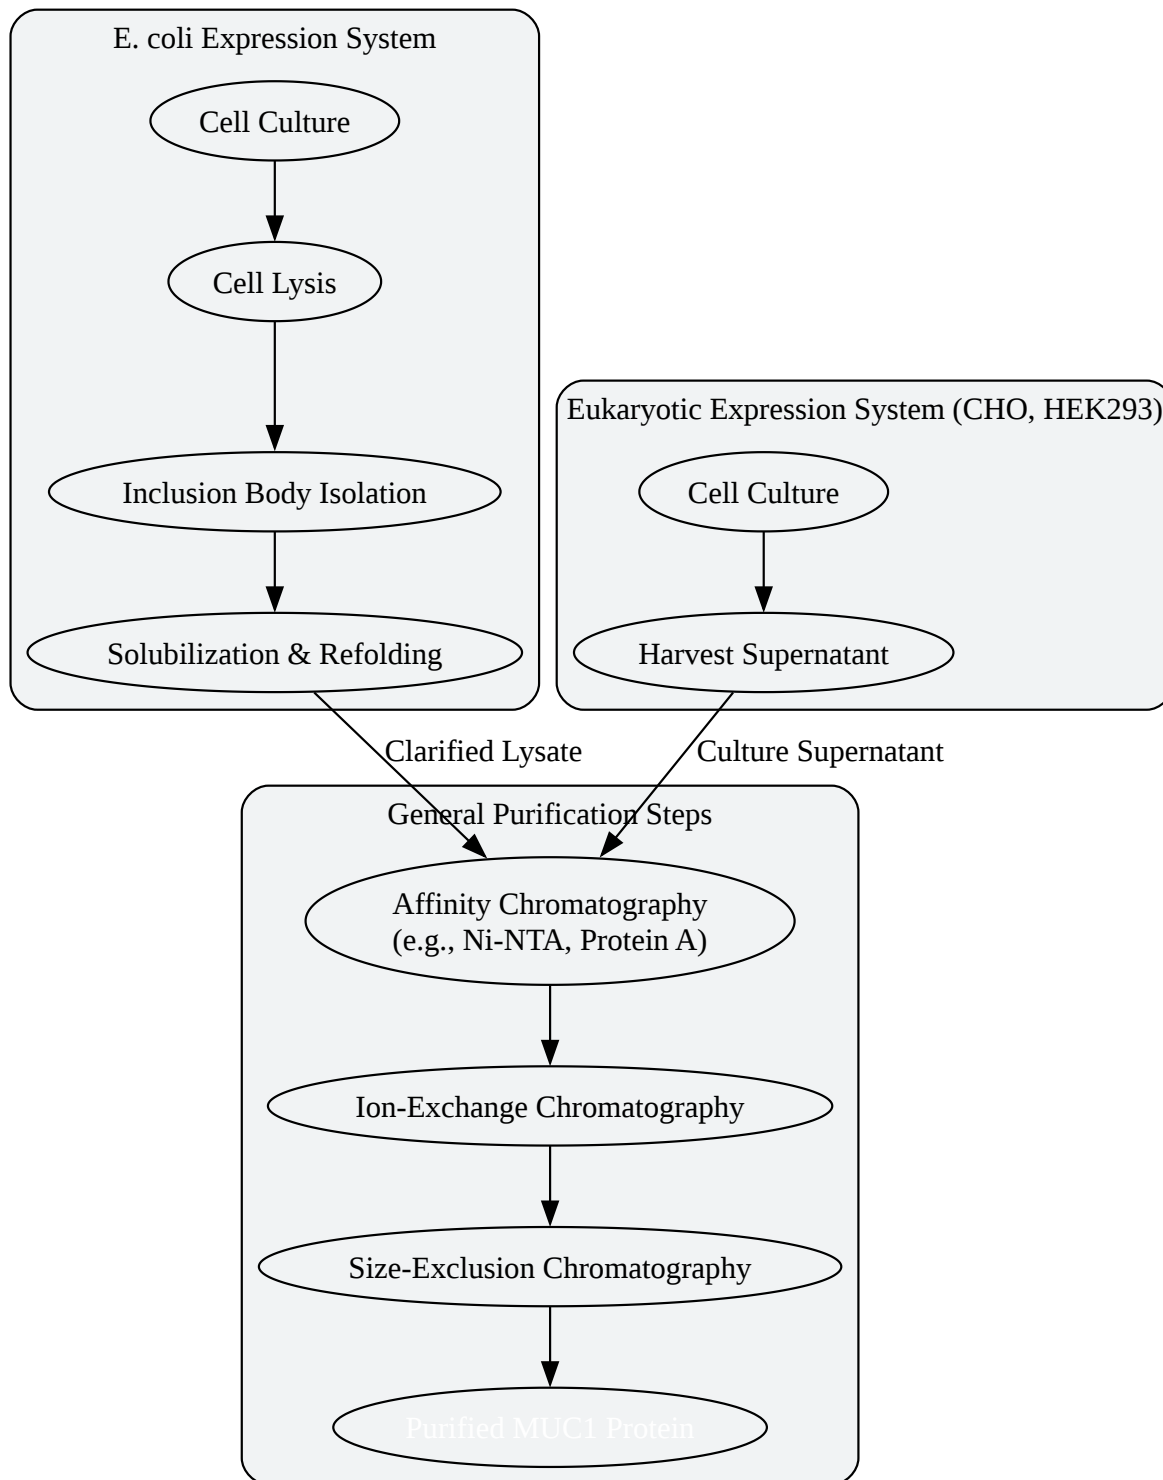 E. coli Expression System
Cell Culture
Cell Lysis
Inclusion Body Isolation
Solubilization & Refolding
Eukaryotic Expression System (CHO, HEK293)
Cell Culture
Harvest Supernatant
Clarified Lysate
Culture Supernatant
General Purification Steps
Affinity Chromatography
(e.g., Ni-NTA, Protein A)
Ion-Exchange Chromatography
Size-Exclusion Chromatography
Purified MUC1 Protein